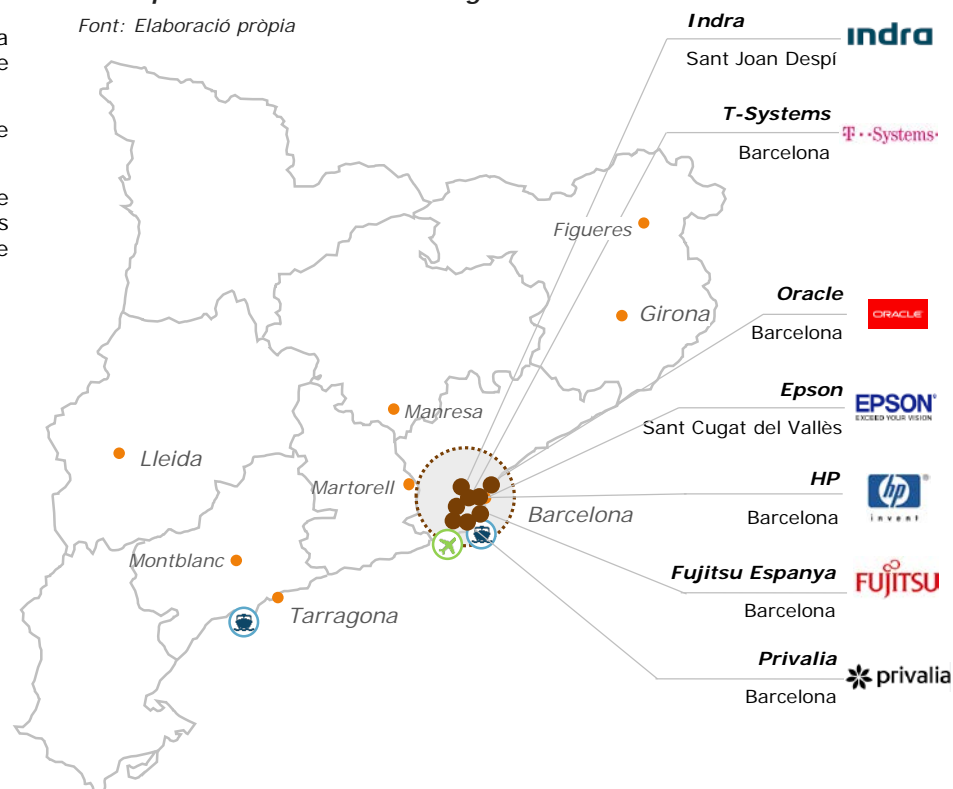 Font: Elaboració pròpia
a
e
e
e
s
e
Indra
Sant Joan Despí
indra
T-Systems
Barcelona
T··Systems·
Figueres
Girona
Oracle
Barcelona
ORACLE
Manresa
Epson
Sant Cugat del Vallès
EPSON
EXCEED YOUR VISION
Lleida
Martorell
Barcelona
HP
Barcelona
hp
invent
Montblanc
Tarragona
Fujitsu Espanya
Barcelona
FUJITSU
Privalia
Barcelona
privalia